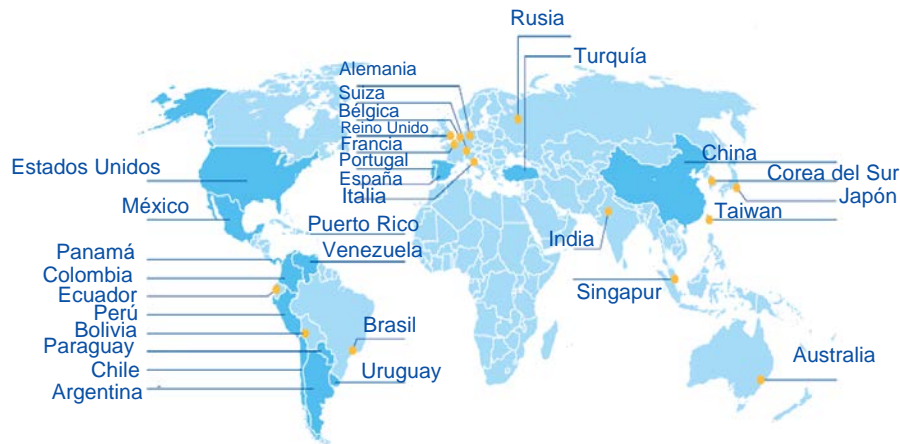 Rusia
Turquía
Alemania
Suiza
Bélgica
Reino Unido
Francia
Portugal
España
Italia
Estados Unidos
México
Puerto Rico
Venezuela
Panamá
Colombia
Ecuador
Perú
Bolivia
Paraguay
Chile
Argentina
Brasil
Uruguay
China
Corea del Sur
Japón
Taiwan
India
Singapur
Australia